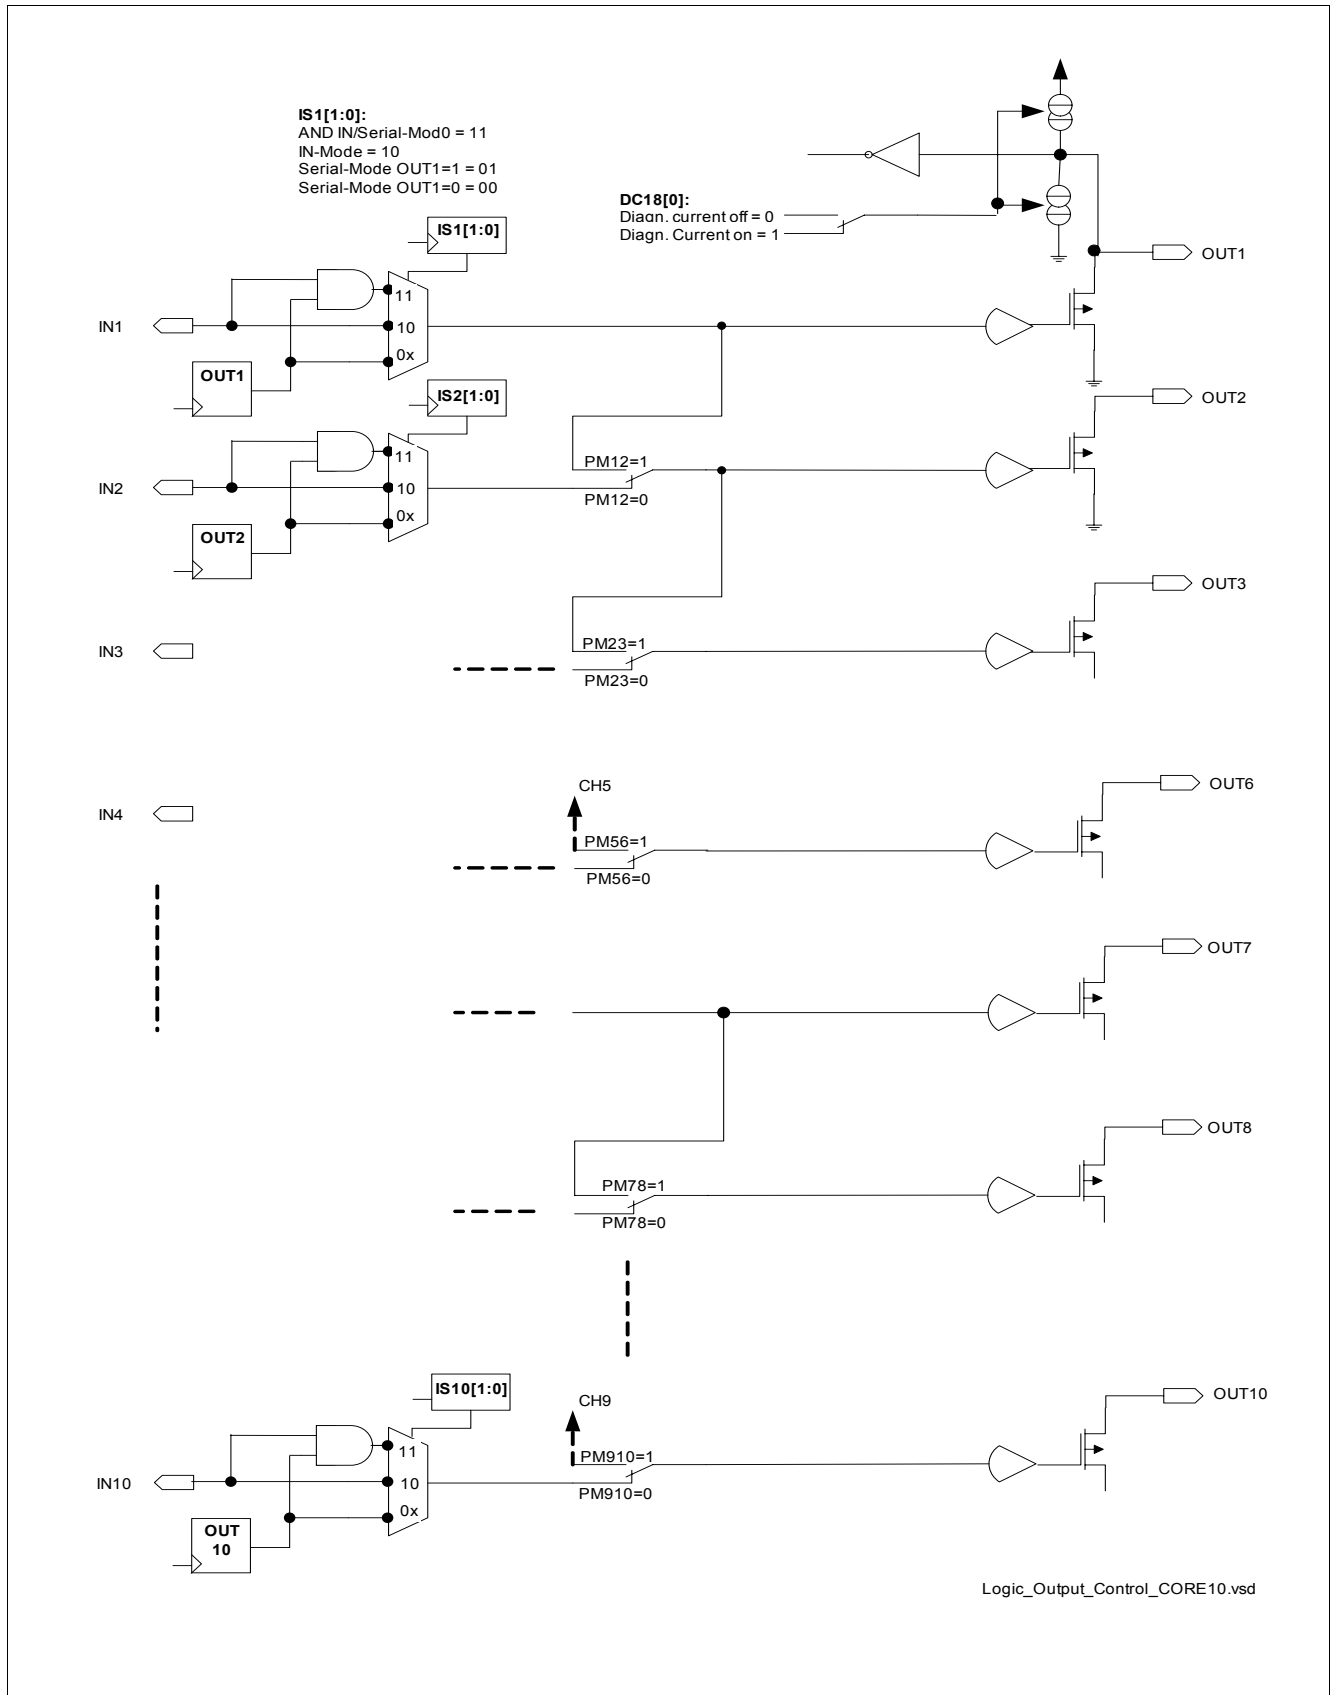 IS1[1:0]:
AND IN/Serial-Mod0 = 11
IN-Mode = 10
Serial-Mode OUT1=1 = 01
Serial-Mode OUT1=0 = 00
DC18[0]:
Diagn. current off = 0
Diagn. Current on = 1
IS1[1:0]
OUT1
11
IN1
10
0x
OUT1
IS2[1:0]
OUT2
11
PM12=1
IN2
10
PM12=0
0x
OUT2
OUT3
IN3
PM23=1
PM23=0
CH5
OUT6
IN4
PM56=1
PM56=0
OUT7
OUT8
PM78=1
PM78=0
IS10[1:0]
CH9
OUT10
11
PM910=1
IN10
10
PM910=0
0x
OUT
10
Logic_Output_Control_CORE10.vsd